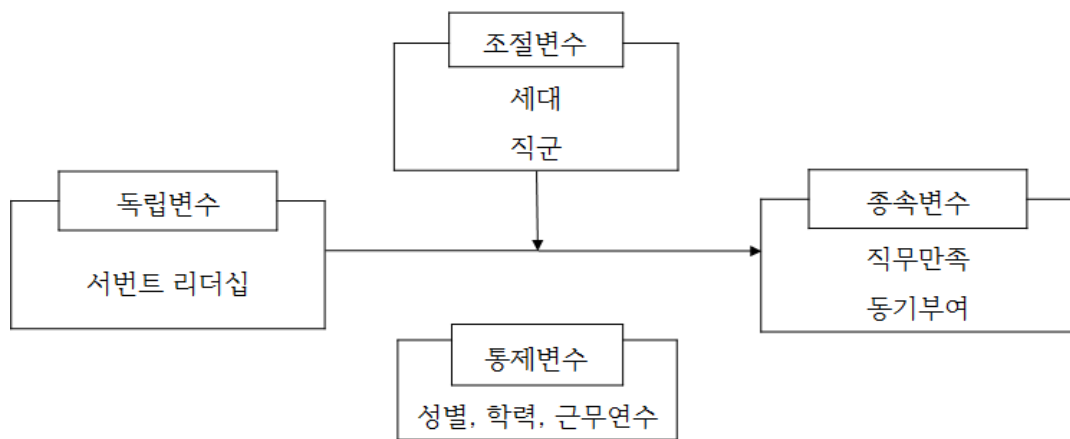 조절변수
세대
직군
독립변수
서번트 리더십
종속변수
직무만족
동기부여
통제변수
성별, 학력, 근무연수